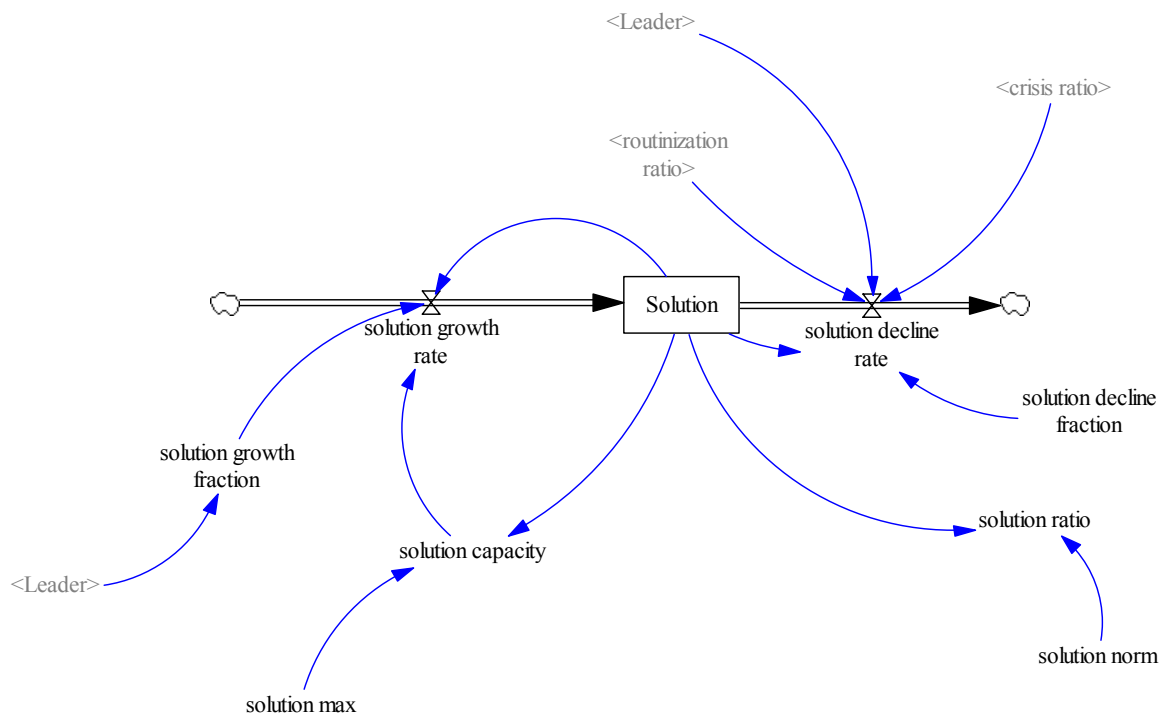 <Leader>
<crisis ratio>
<routinization
ratio>
Solution
solution growth
rate
solution decline
rate
solution decline
fraction
solution growth
fraction
solution ratio
solution capacity
<Leader>
solution norm
solution max